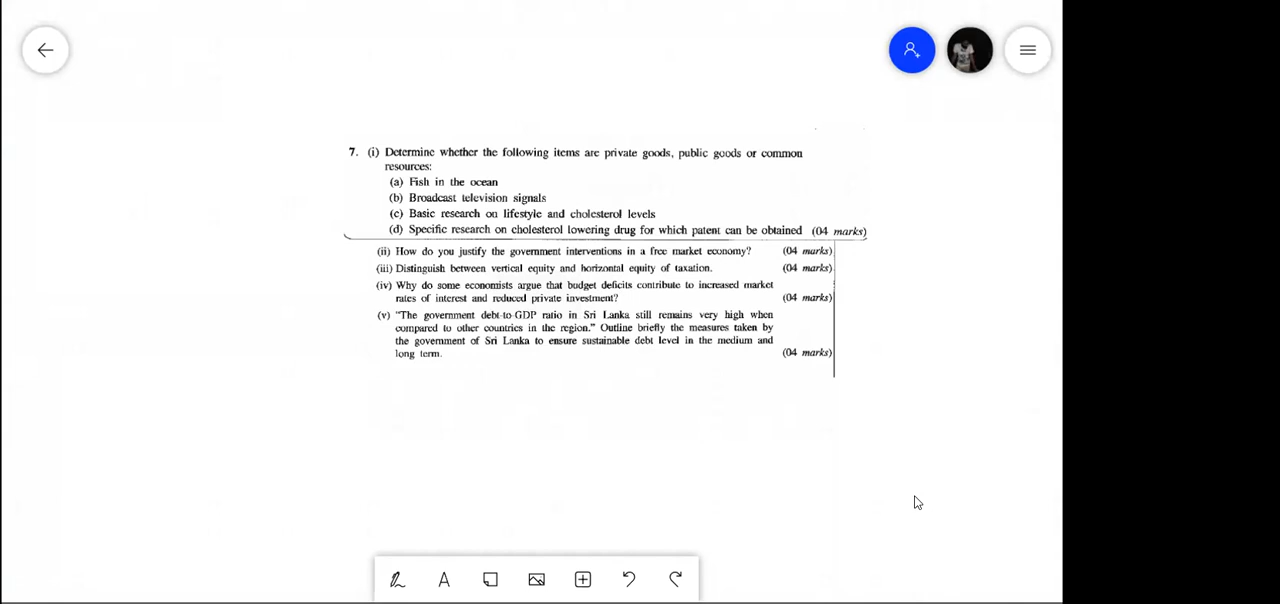 7. (i) Determine whether the following items are private goods, public goods or common
resources:
(a) Fish in the ocean
(b) Broadcast television signals
(c) Basic research on lifestyle and cholesterol levels
(d) Specific research on cholesterol lowering drug for which patent can be obtained (04 marks)
(ii) How do you justify the government interventions in a free market economy? (04 marks)
(iii) Distinguish between vertical equity and horizontal equity of taxation. (04 marks)
(iv) Why do some economists argue that budget deficits contribute to increased market
rates of interest and reduced private investment? (04 marks)
(v) "The government debt-to-GDP ratio in Sri Lanka still remains very high when
compared to other countries in the region." Outline briefly the measures taken by
the government of Sri Lanka to ensure sustainable debt level in the medium and
long term. (04 marks)
A